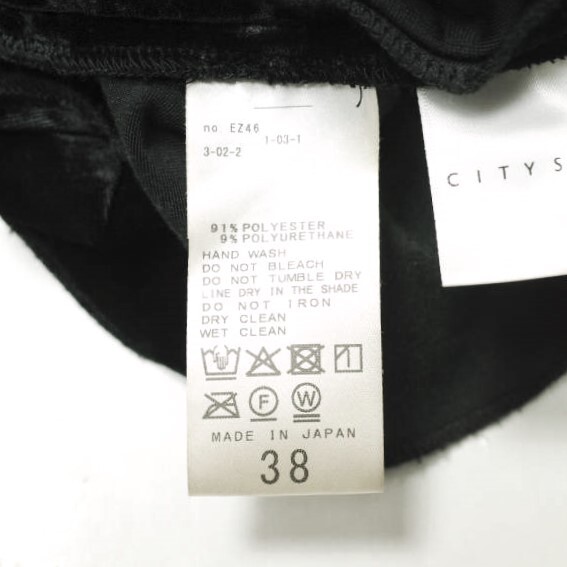 no. EZ46
1-03-1
3-02-2
91% POLYESTER
9% POLYURETHANE
HAND WASH
DO NOT BLEACH
DO NOT TUMBLE DRY
LINE DRY IN THE SHADE
DO NOT IRON
DRY CLEAN
WET CLEAN
F W
MADE IN JAPAN
38
CITY S